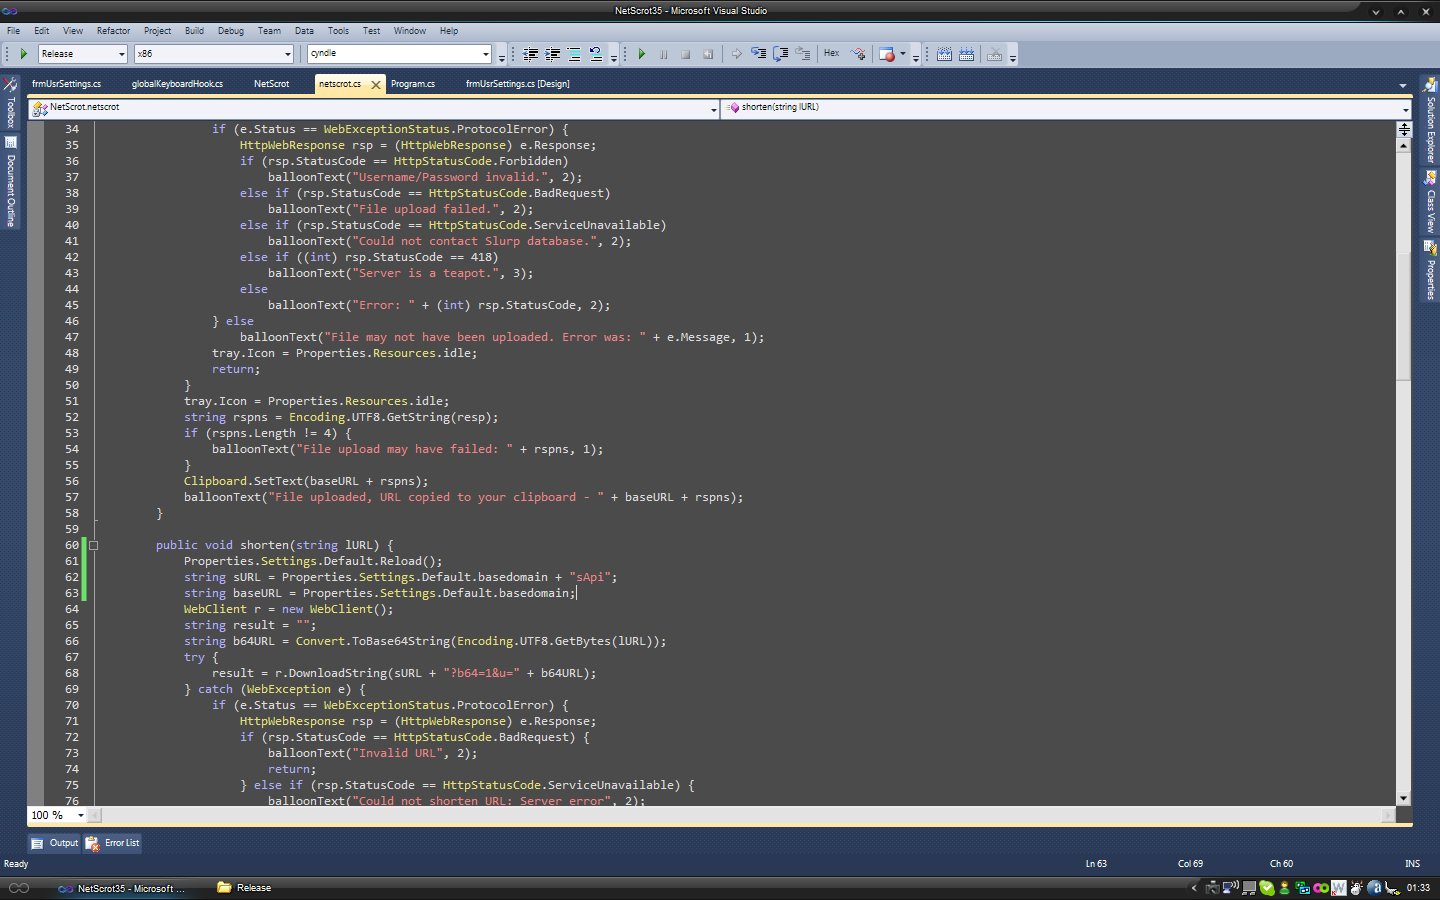 NetScrot35 - Microsoft Visual Studio
File Edit View Refactor Project Build Debug Team Data Tools Test Window Help
Release x86 cyndle Hex
frmUsrSettings.cs globalKeyboardHook.cs NetScrot netscrot.cs Program.cs frmUsrSettings.cs [Design]
NetScrot.netscrot shorten(string lURL)
Toolbox
Document Outline
Solution Explorer
Class View
Properties
34 if (e.Status == WebExceptionStatus.ProtocolError) {
35 HttpWebResponse rsp = (HttpWebResponse) e.Response;
36 if (rsp.StatusCode == HttpStatusCode.Forbidden)
37 balloonText("Username/Password invalid.", 2);
38 else if (rsp.StatusCode == HttpStatusCode.BadRequest)
39 balloonText("File upload failed.", 2);
40 else if (rsp.StatusCode == HttpStatusCode.ServiceUnavailable)
41 balloonText("Could not contact Slurp database.", 2);
42 else if ((int) rsp.StatusCode == 418)
43 balloonText("Server is a teapot.", 3);
44 else
45 balloonText("Error: " + (int) rsp.StatusCode, 2);
46 } else
47 balloonText("File may not have been uploaded. Error was: " + e.Message, 1);
48 tray.Icon = Properties.Resources.idle;
49 return;
50 }
51 tray.Icon = Properties.Resources.idle;
52 string rspns = Encoding.UTF8.GetString(resp);
53 if (rspns.Length != 4) {
54 balloonText("File upload may have failed: " + rspns, 1);
55 }
56 Clipboard.SetText(baseURL + rspns);
57 balloonText("File uploaded, URL copied to your clipboard - " + baseURL + rspns);
58 }
59
60 public void shorten(string lURL) {
61 Properties.Settings.Default.Reload();
62 string sURL = Properties.Settings.Default.basedomain + "sApi";
63 string baseURL = Properties.Settings.Default.basedomain;
64 WebClient r = new WebClient();
65 string result = "";
66 string b64URL = Convert.ToBase64String(Encoding.UTF8.GetBytes(lURL));
67 try {
68 result = r.DownloadString(sURL + "?b64=1&u=" + b64URL);
69 } catch (WebException e) {
70 if (e.Status == WebExceptionStatus.ProtocolError) {
71 HttpWebResponse rsp = (HttpWebResponse) e.Response;
72 if (rsp.StatusCode == HttpStatusCode.BadRequest) {
73 balloonText("Invalid URL", 2);
74 return;
75 } else if (rsp.StatusCode == HttpStatusCode.ServiceUnavailable) {
76 balloonText("Could not shorten URL: Server error", 2);
100 %
Output Error List
Ready Ln 63 Col 69 Ch 60 INS
NetScrot35 - Microsoft ... Release 01:33